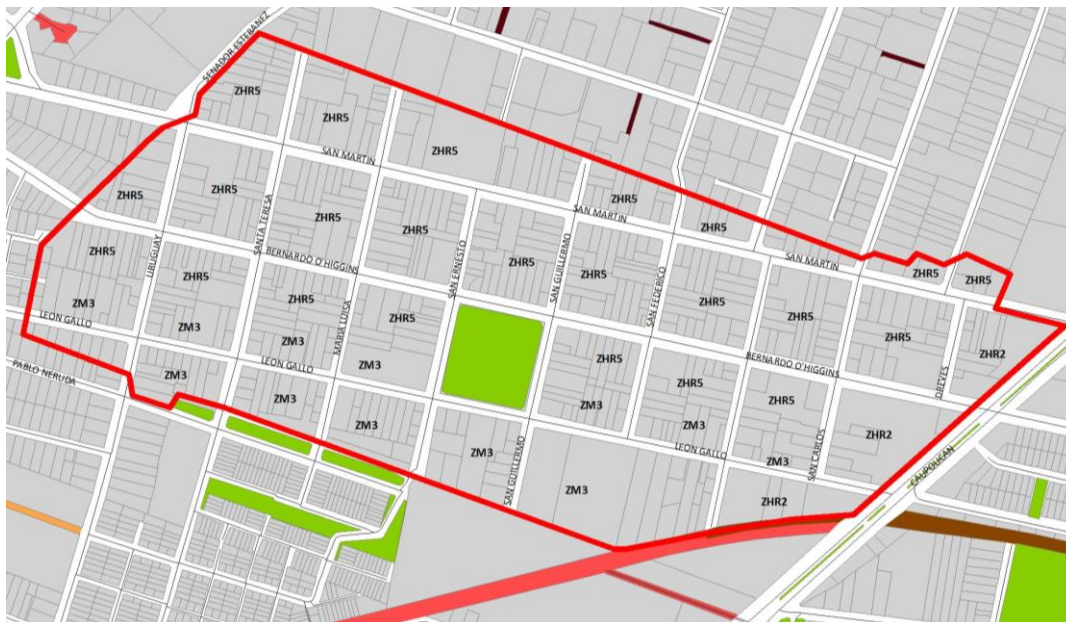 SENADOR ESTEBANEZ
ZHR5
ZHR5
ZHR5
SAN MARTIN
ZHR5
ZHR5
ZHR5
ZHR5
ZHR5
SAN MARTIN
ZHR5
SANTA TERESA
URUGUAY
BERNARDO O'HIGGINS
SAN ERNESTO
SAN GUILLERMO
SAN FEDERICO
SAN MARTIN
ZHR5
ZHR5
ZHR5
ZHR5
ZHR5
ZHR5
ZHR5
ZHR5
ZHR5
ZM3
LEON GALLO
ZM3
ZHR5
ZM3
MARIA LUISA
ZHR5
ZHR5
ZHR2
PABLO NERUDA
ZM3
LEON GALLO
ZM3
ZM3
ZHR5
ZHR5
BERNARDO O'HIGGINS
DREVES
ZM3
ZM3
ZM3
ZHR5
ZHR2
ZM3
SAN GUILLERMO
ZM3
LEON GALLO
ZM3
SAN CARLOS
CAUPOLICAN
ZHR2